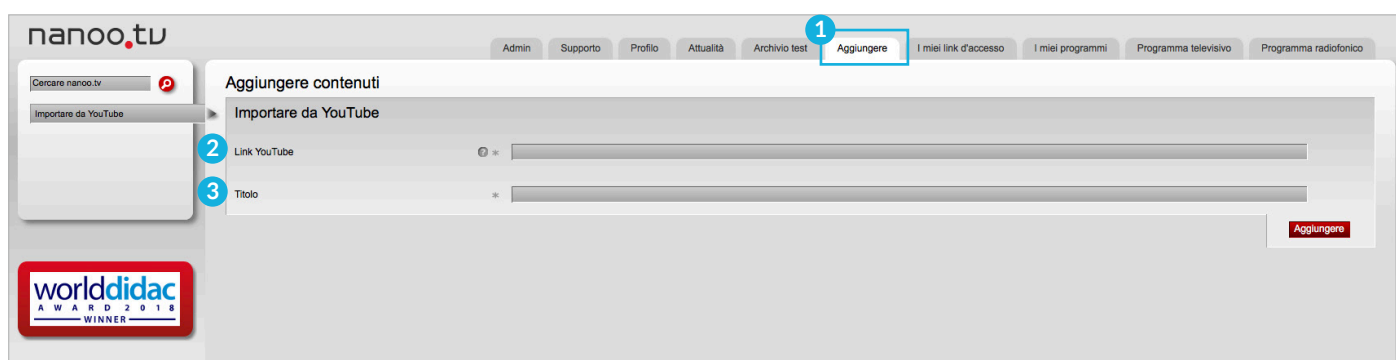 nanoo.tv
1
Admin Supporto Profilo Attualità Archivio test Aggiungere I miei link d'accesso I miei programmi Programma televisivo Programma radiofonico
Cercare nanoo.tv
Importare da YouTube
Aggiungere contenuti
Importare da YouTube
2 Link YouTube ? *
3 Titolo *
Aggiungere
worlddidac
AWARD 2018
WINNER